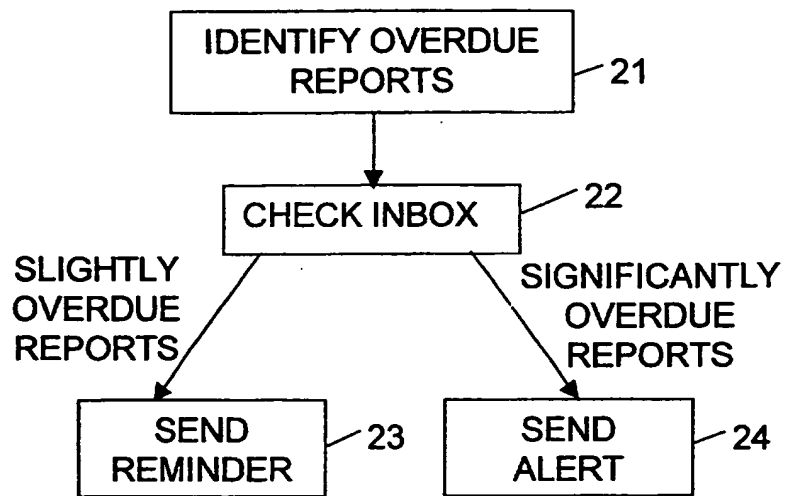 IDENTIFY OVERDUE
REPORTS
21
CHECK INBOX
22
SLIGHTLY
OVERDUE
REPORTS
SIGNIFICANTLY
OVERDUE
REPORTS
SEND
REMINDER
23
SEND
ALERT
24